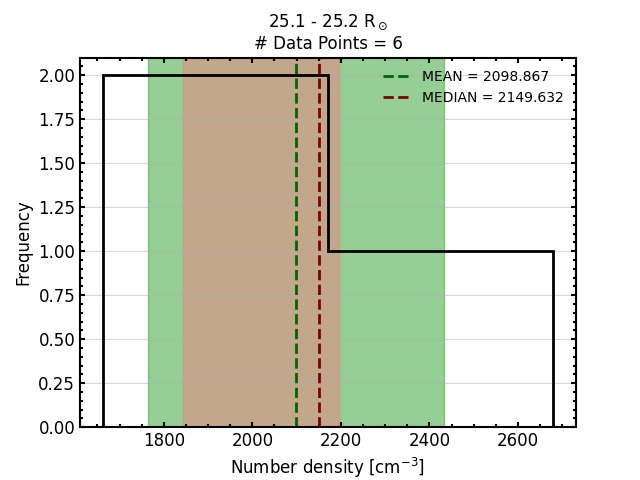 25.1 - 25.2 R⊙
# Data Points = 6
MEAN = 2098.867
MEDIAN = 2149.632
2.00
1.75
1.50
1.25
1.00
0.75
0.50
0.25
0.00
Frequency
1800 2000 2200 2400 2600
Number density [cm⁻³]